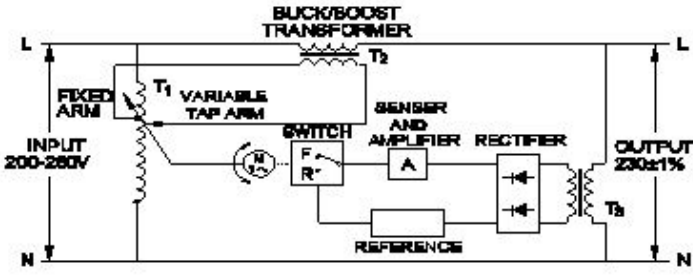 BUCK/BOOST
TRANSFORMER
L
L
T2
T1
FIXED
ARM
VARIABLE
TAP ARM
SENSER
AND
AMPLIFIER
SWITCH
RECTIFIER
INPUT
200-260V
OUTPUT
230±1%
M
F
R
A
T3
REFERENCE
N
N